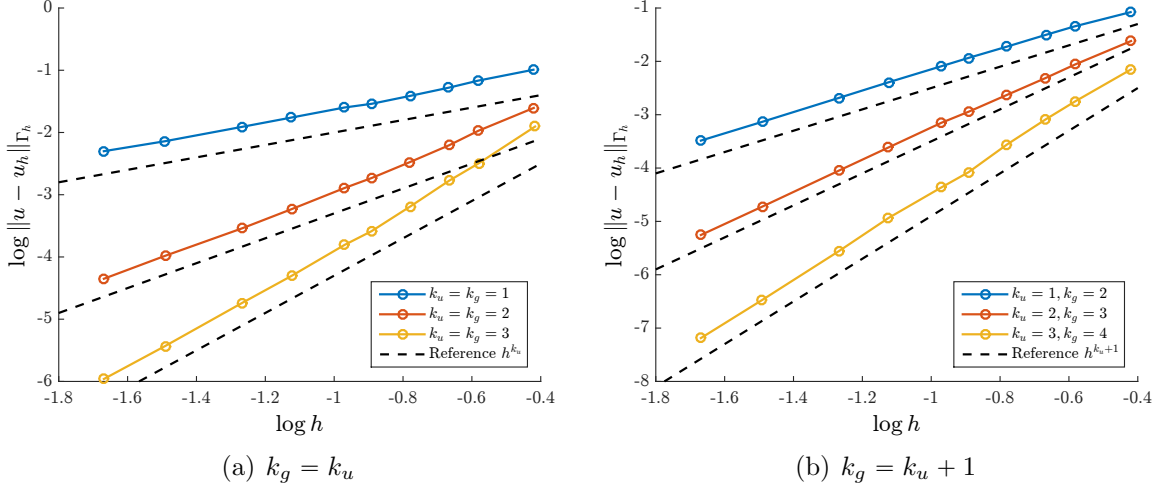 0
-1
-2
-3
-4
-5
-6
log ‖u − u_h‖_{Γ_h}
-1.8 -1.6 -1.4 -1.2 -1 -0.8 -0.6 -0.4
log h
k_u = k_g = 1
k_u = k_g = 2
k_u = k_g = 3
Reference h^{k_u}
(a) k_g = k_u
-1
-2
-3
-4
-5
-6
-7
-8
log ‖u − u_h‖_{Γ_h}
-1.8 -1.6 -1.4 -1.2 -1 -0.8 -0.6 -0.4
log h
k_u = 1, k_g = 2
k_u = 2, k_g = 3
k_u = 3, k_g = 4
Reference h^{k_u+1}
(b) k_g = k_u + 1